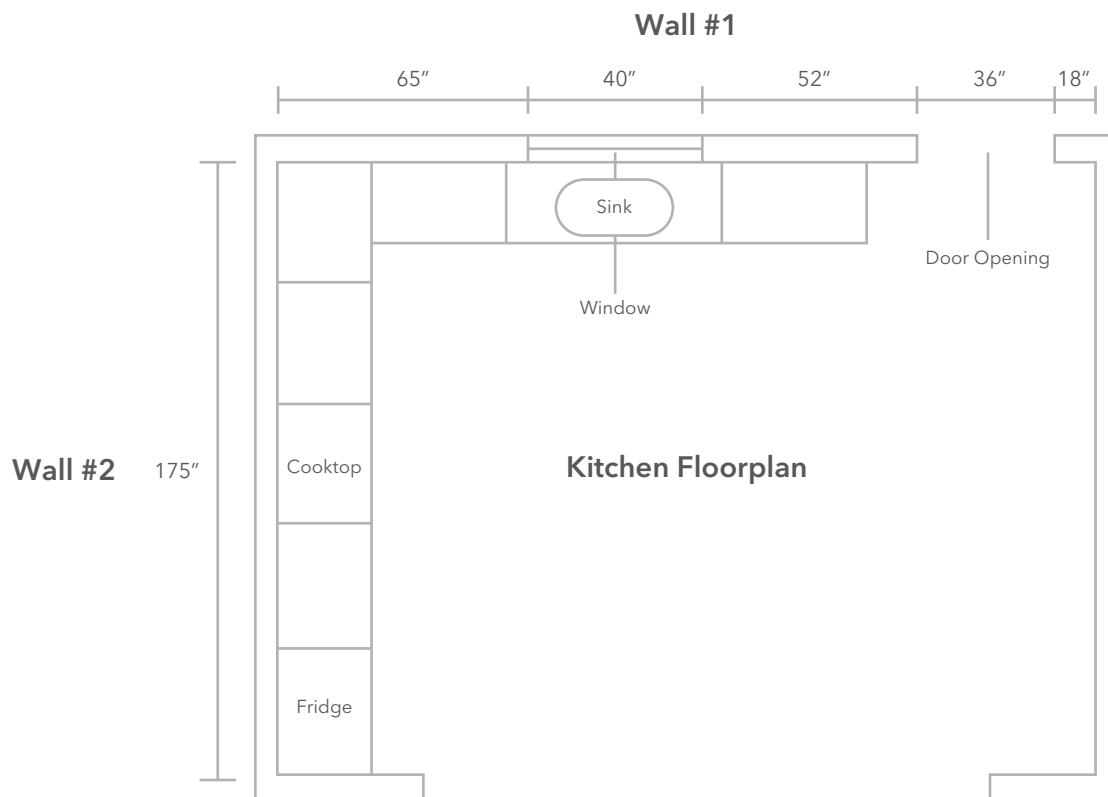 Wall #1
65”
40”
52”
36”
18”
Sink
Door Opening
Window
Wall #2
175”
Cooktop
Kitchen Floorplan
Fridge